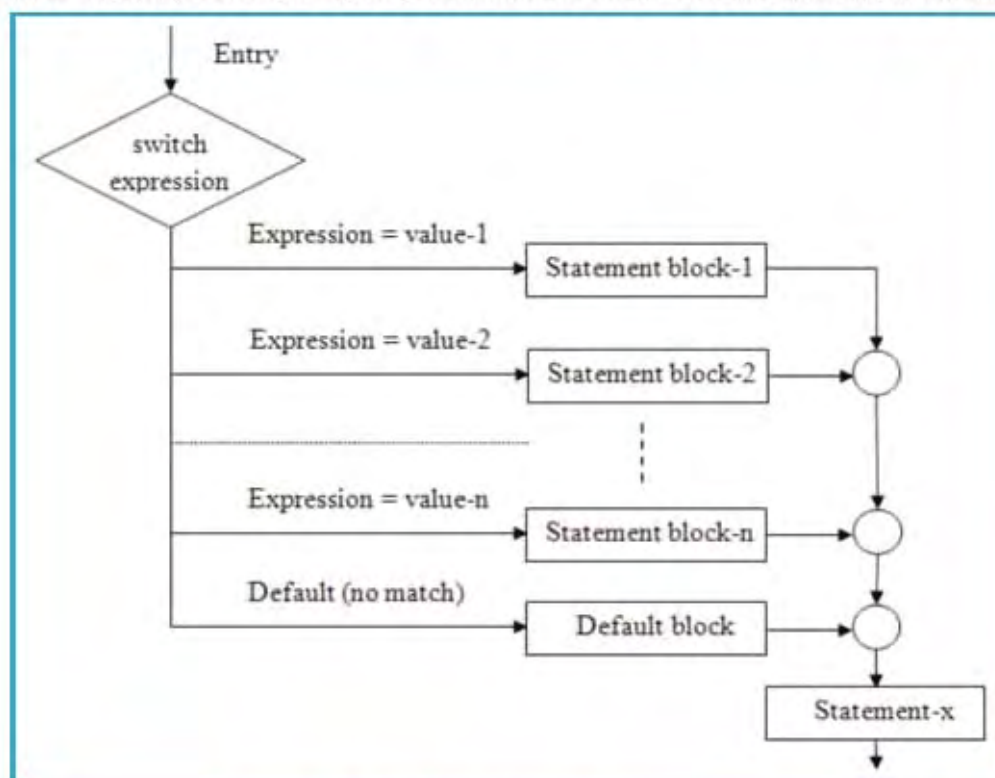 Entry
switch
expression
Expression = value-1
Statement block-1
Expression = value-2
Statement block-2
Expression = value-n
Statement block-n
Default (no match)
Default block
Statement-x